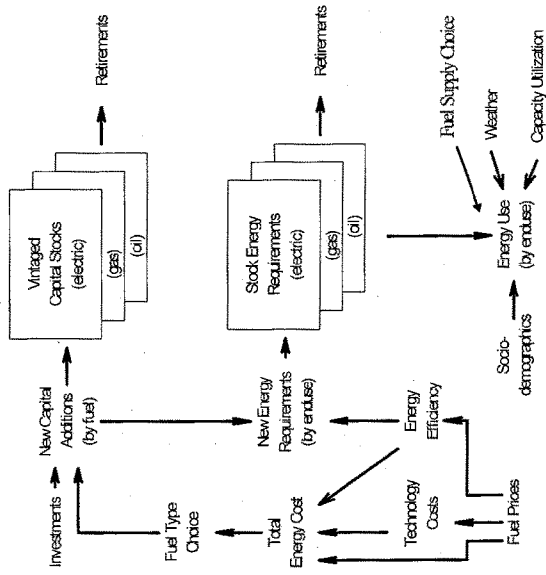 Investments
New Capital
Additions
(by fuel)
Vintaged
Capital Stocks
(electric)
(gas)
(oil)
Retirements
Fuel Type
Choice
Total
Energy Cost
New Energy
Requirements
(by enduse)
Stock Energy
Requirements
(electric)
(gas)
(oil)
Retirements
Technology
Costs
Energy
Efficiency
Fuel Prices
Socio-
demographics
Energy Use
(by enduse)
Fuel Supply Choice
Weather
Capacity Utilization